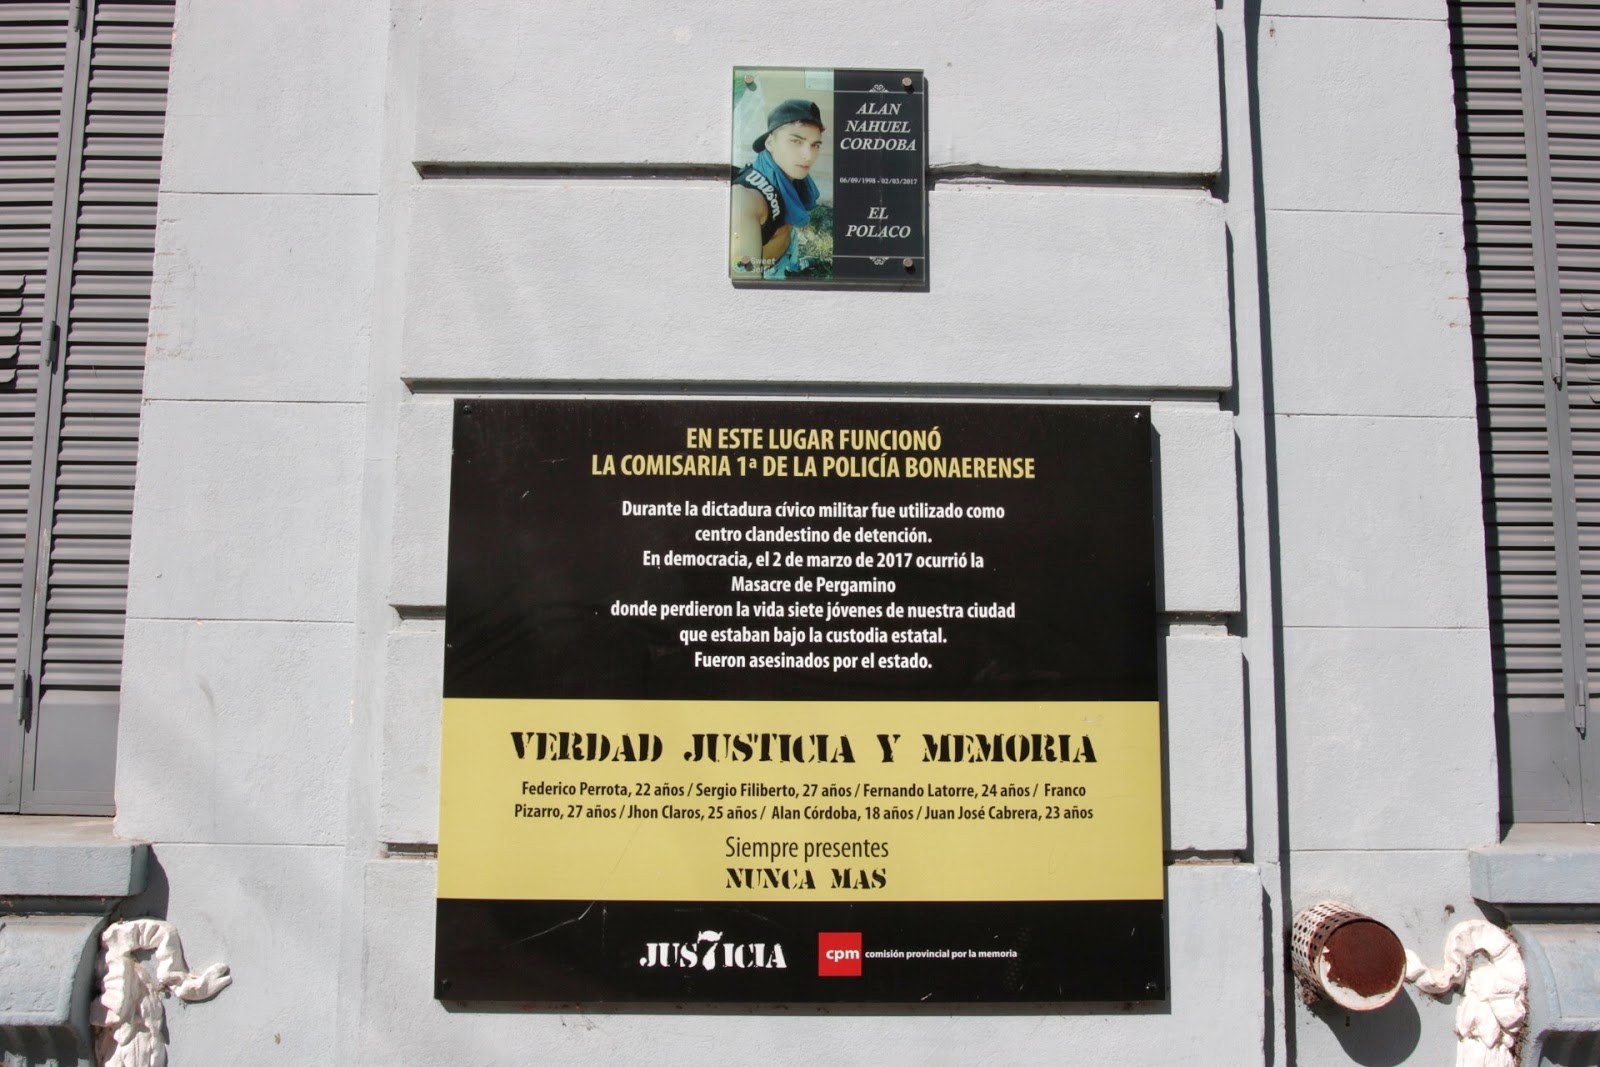 Wilson
Sweet
Selfie
ALAN
NAHUEL
CORDOBA
06/09/1998 - 02/03/2017
EL
POLACO
EN ESTE LUGAR FUNCIONÓ
LA COMISARIA 1ª DE LA POLICÍA BONAERENSE
Durante la dictadura cívico militar fue utilizado como
centro clandestino de detención.
En democracia, el 2 de marzo de 2017 ocurrió la
Masacre de Pergamino
donde perdieron la vida siete jóvenes de nuestra ciudad
que estaban bajo la custodia estatal.
Fueron asesinados por el estado.
VERDAD JUSTICIA Y MEMORIA
Federico Perrota, 22 años / Sergio Filiberto, 27 años / Fernando Latorre, 24 años / Franco
Pizarro, 27 años / Jhon Claros, 25 años / Alan Córdoba, 18 años / Juan José Cabrera, 23 años
Siempre presentes
NUNCA MAS
JUS7ICIA
cpm comisión provincial por la memoria